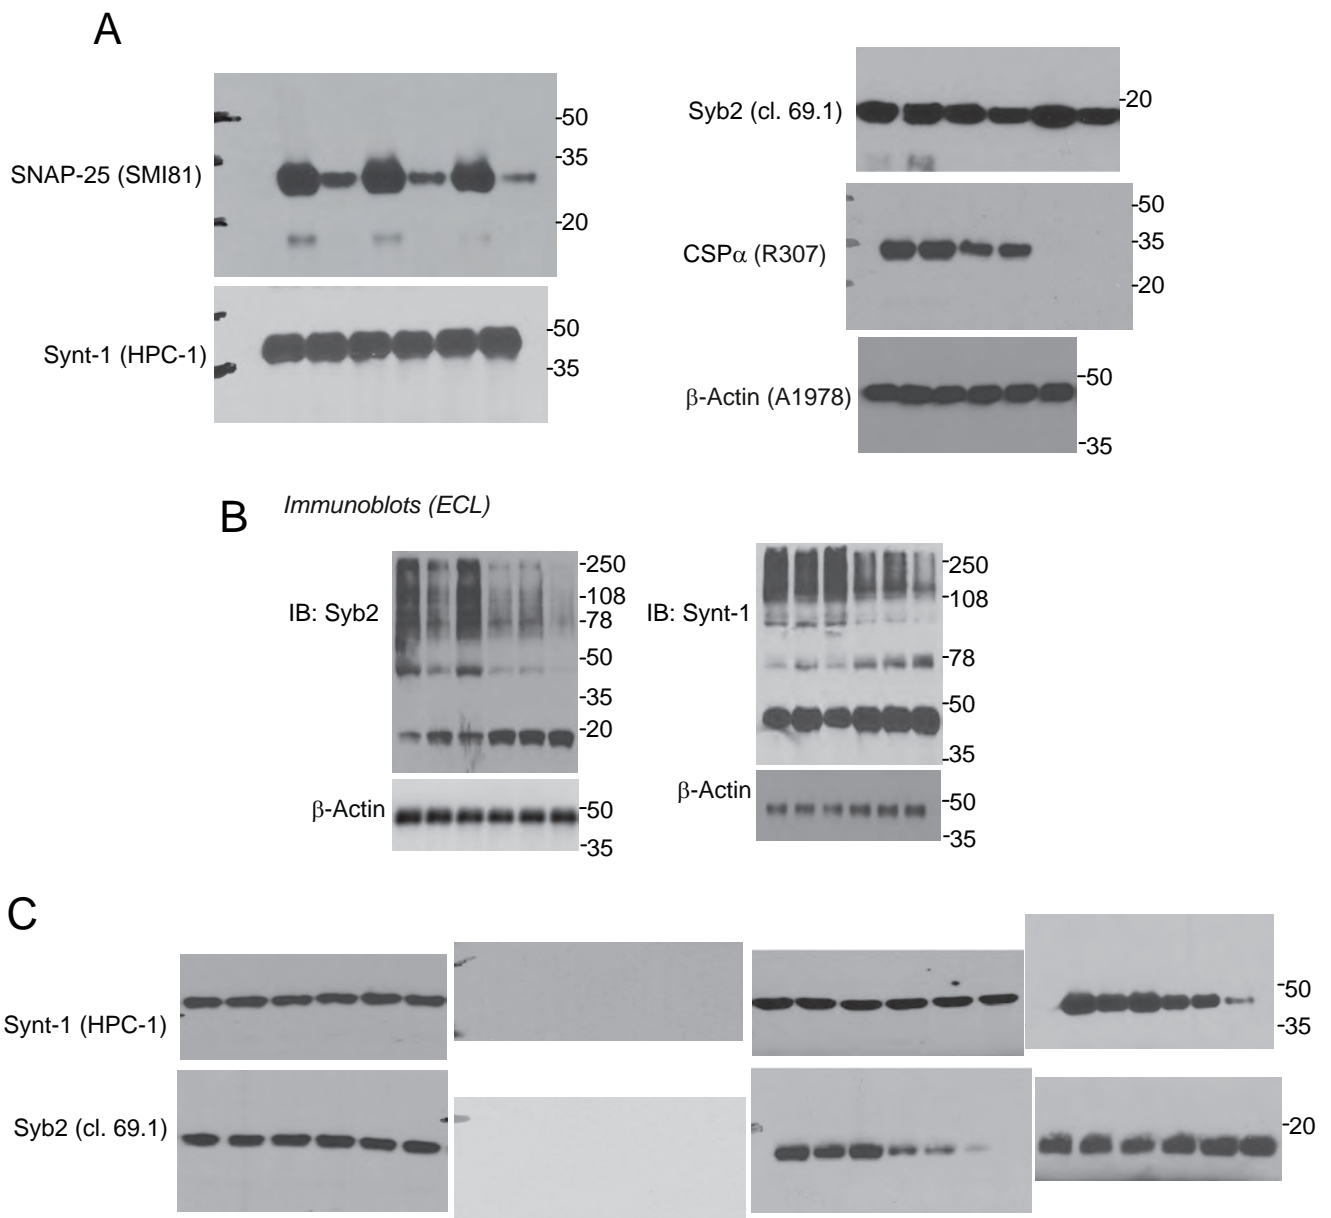 A
SNAP-25 (SMI81)
-50
-35
-20
Synt-1 (HPC-1)
-50
-35
Syb2 (cl. 69.1)
-20
CSPα (R307)
-50
-35
-20
β-Actin (A1978)
-50
-35
B
Immunoblots (ECL)
IB: Syb2
-250
-108
-78
-50
-35
-20
β-Actin
-50
-35
IB: Synt-1
-250
-108
-78
-50
-35
β-Actin
-50
-35
C
Synt-1 (HPC-1)
-50
-35
Syb2 (cl. 69.1)
-20